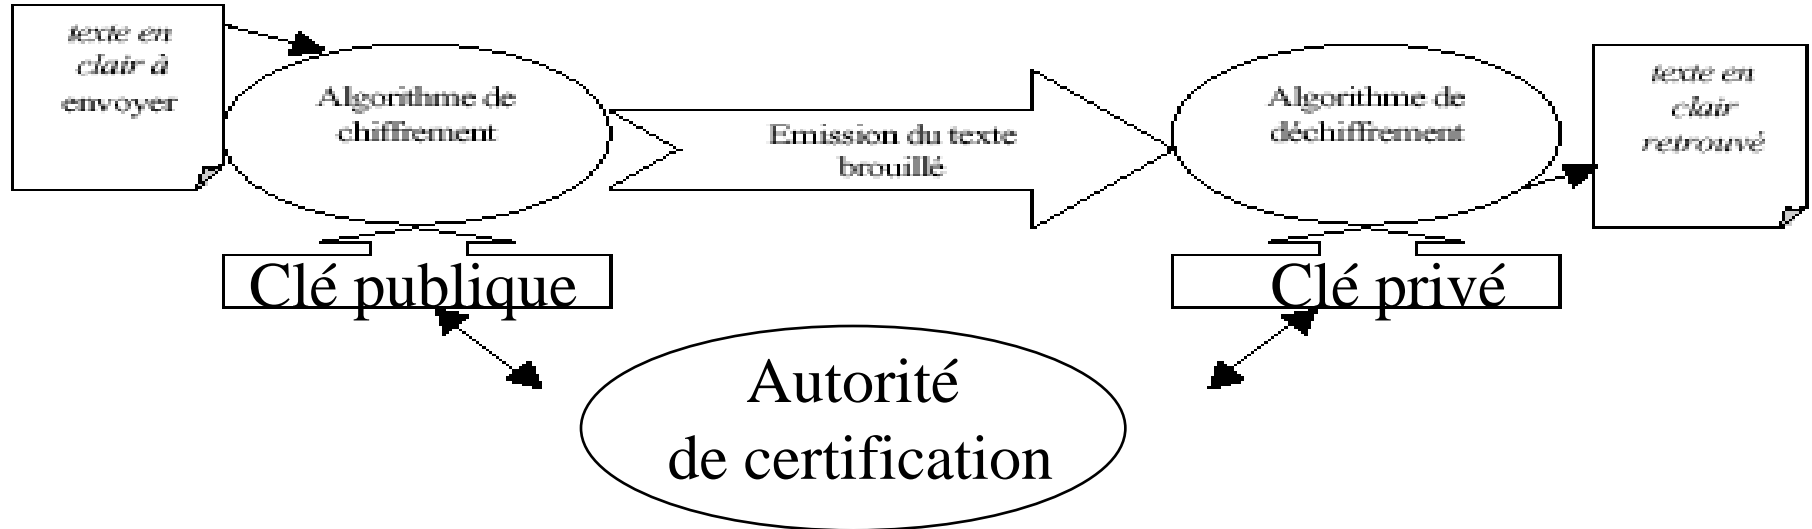 texte en
clair à
envoyer
Algorithme de
chiffrement
Emission du texte
brouillé
Algorithme de
déchiffrement
texte en
clair
retrouvé
Clé publique
Clé privé
Autorité
de certification